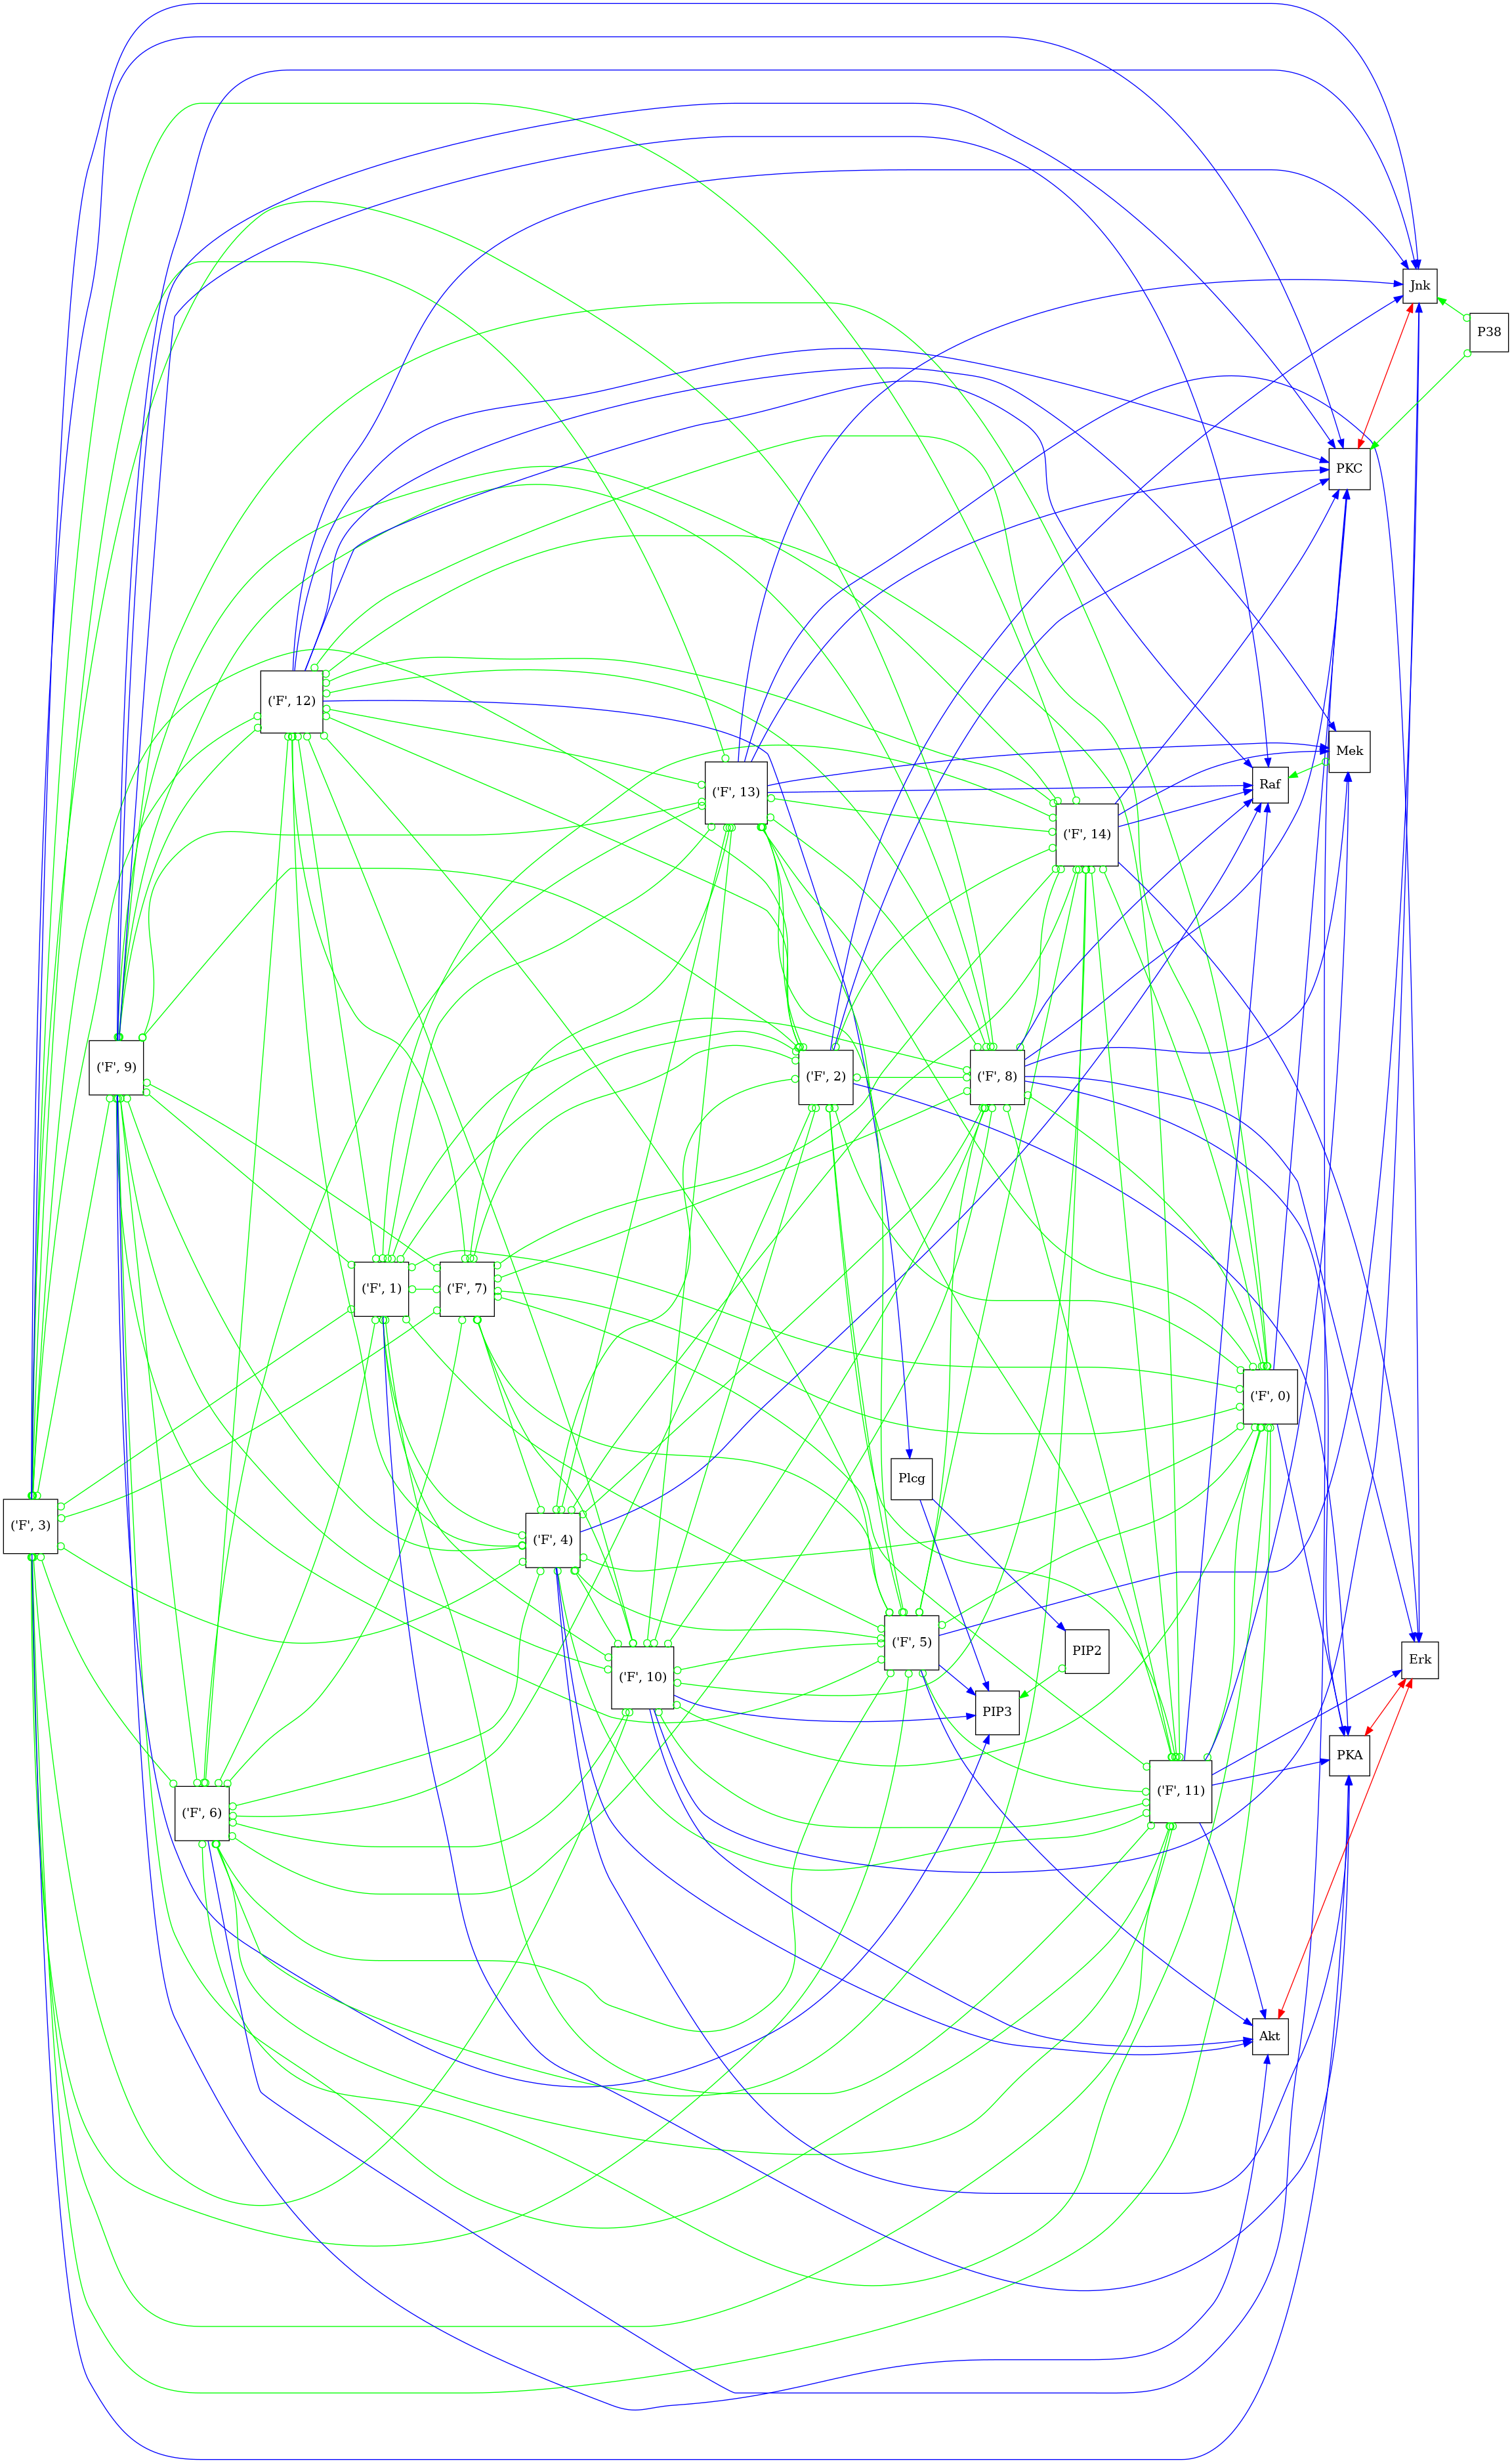 Jnk
P38
PKC
('F', 12)
Mek
('F', 13)
Raf
('F', 14)
('F', 9)
('F', 2)
('F', 8)
('F', 1)
('F', 7)
('F', 0)
Plcg
('F', 3)
('F', 4)
('F', 5)
PIP2
Erk
('F', 10)
PIP3
PKA
('F', 11)
('F', 6)
Akt